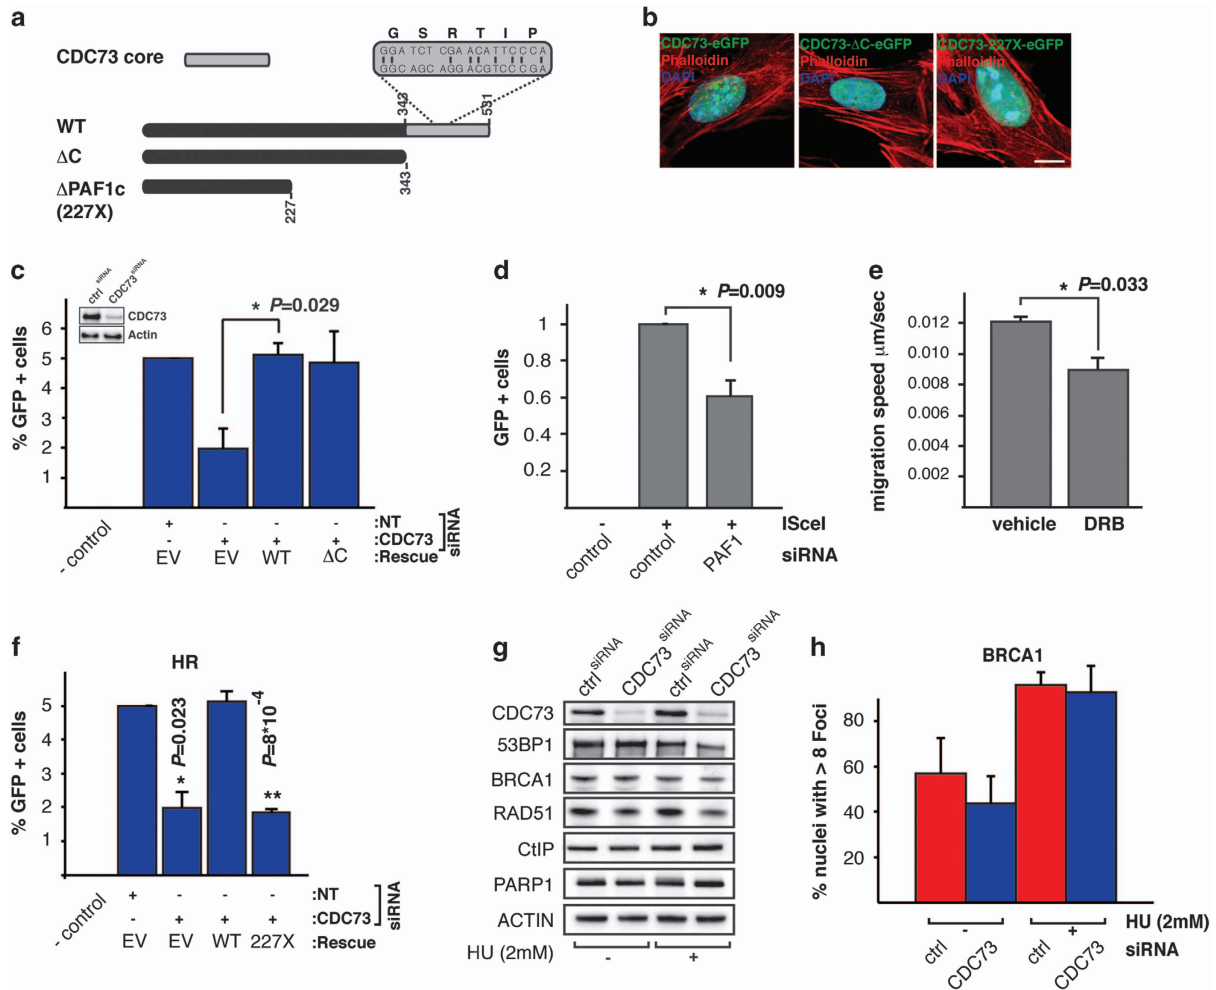 a
CDC73 core
G S R T I P
GGA TCT CGA ACA TTC CCA
GGC AGC AGG ACG TCC CGA
343
531
WT
ΔC
343
ΔPAF1c
(227X)
227
b
CDC73-eGFP
Phalloidin
DAPI
CDC73-ΔC-eGFP
Phalloidin
DAPI
CDC73-227X-eGFP
Phalloidin
DAPI
c
ctrl siRNA
CDC73 siRNA
CDC73
Actin
* P=0.029
% GFP + cells
6
5
4
3
2
1
+ - - - :NT
- + + + :CDC73
- control EV EV WT ΔC :Rescue
siRNA
d
* P=0.009
GFP + cells
1
0.8
0.6
0.4
0.2
- + + IScel
control control PAF1 siRNA
e
* P=0.033
migration speed μm/sec
0.012
0.010
0.008
0.006
0.004
0.002
vehicle DRB
f
HR
% GFP + cells
5
4
3
2
1
* P=0.023
** P=8*10-4
+ - - - :NT
- + + + :CDC73
- control EV EV WT 227X :Rescue
siRNA
g
ctrl siRNA
CDC73 siRNA
ctrl siRNA
CDC73 siRNA
CDC73
53BP1
BRCA1
RAD51
CtIP
PARP1
ACTIN
HU (2mM) - +
h
BRCA1
% nuclei with > 8 Foci
80
60
40
20
- + HU (2mM)
ctrl CDC73 ctrl CDC73 siRNA